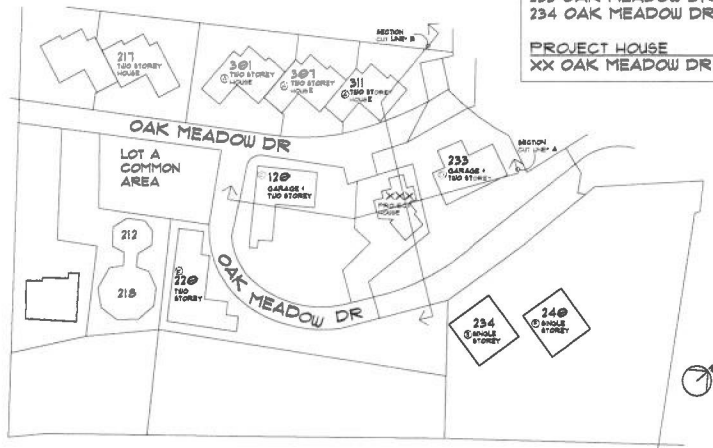 234 OAK MEADOW DR
PROJECT HOUSE
XX OAK MEADOW DR
SECTION
CUT LINE B
217
TWO STOREY
HOUSE
301
TWO STOREY
HOUSE
307
TWO STOREY
HOUSE
311
TWO STOREY
HOUSE
OAK MEADOW DR
LOT A
COMMON
AREA
SECTION
CUT LINE A
120
GARAGE +
TWO STOREY
233
GARAGE +
TWO STOREY
XXX
PROJECT
HOUSE
212
218
220
TWO
STOREY
OAK MEADOW DR
234
SINGLE
STOREY
240
SINGLE
STOREY